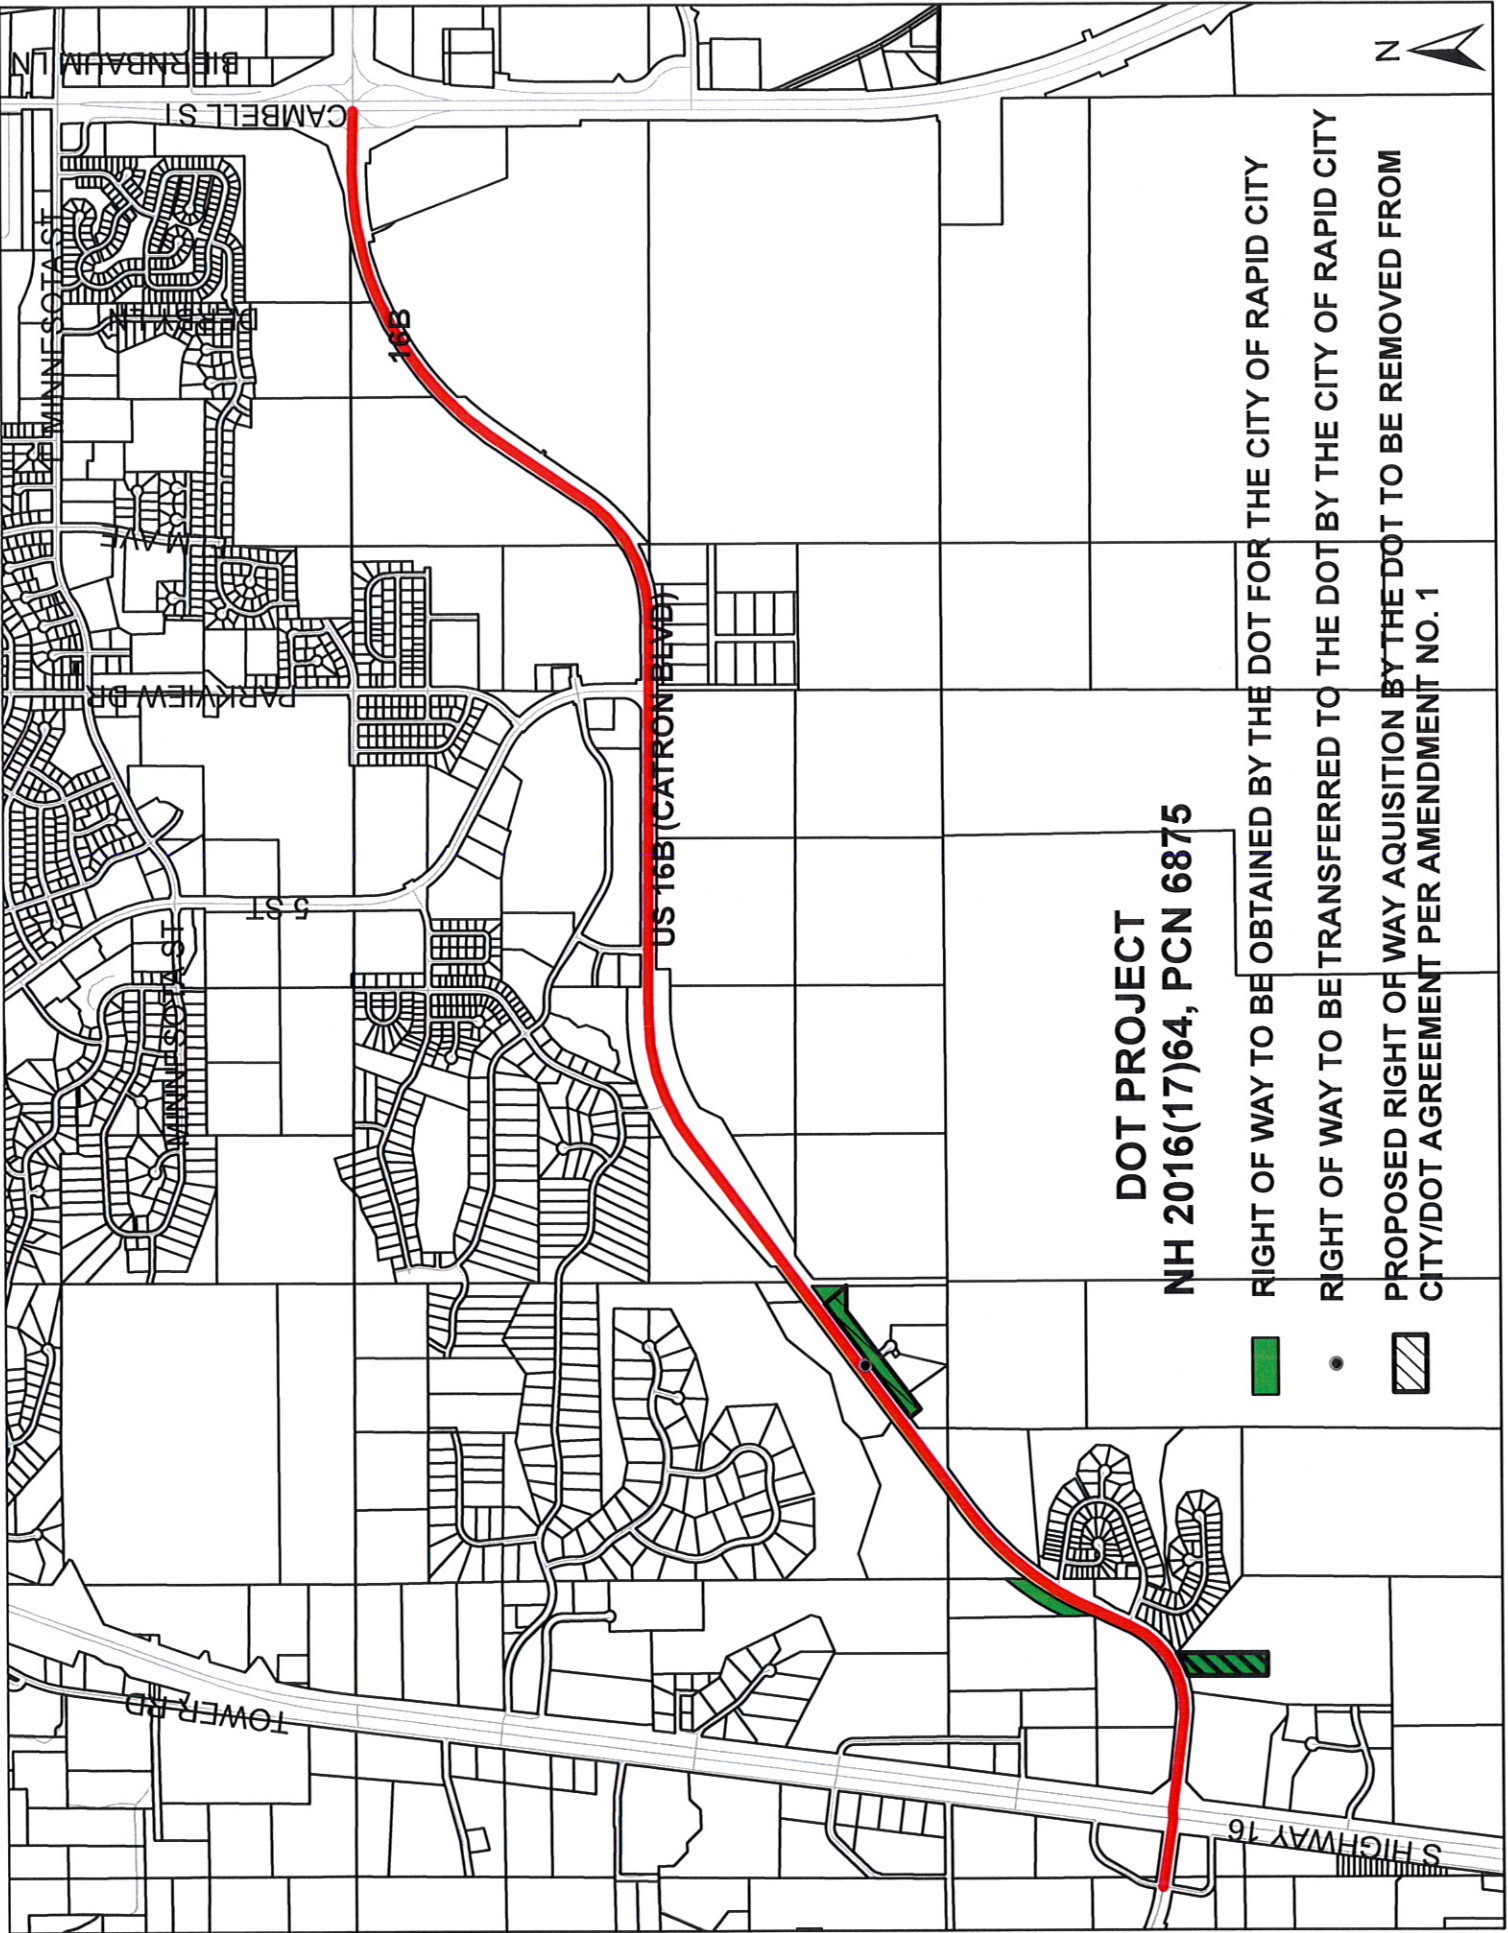 BIERNBAUM LN
CAMBELL ST
E MINNESOTA ST
DERBY LN
16B
M AVE
PARKVIEW DR
US 16B (CATRON BLVD)
5 ST
MINNESOTA ST
TOWER RD
S HIGHWAY 16
N
DOT PROJECT
NH 2016(17)64, PCN 6875
RIGHT OF WAY TO BE OBTAINED BY THE DOT FOR THE CITY OF RAPID CITY
RIGHT OF WAY TO BE TRANSFERRED TO THE DOT BY THE CITY OF RAPID CITY
PROPOSED RIGHT OF WAY AQUISITION BY THE DOT TO BE REMOVED FROM
CITY/DOT AGREEMENT PER AMENDMENT NO. 1